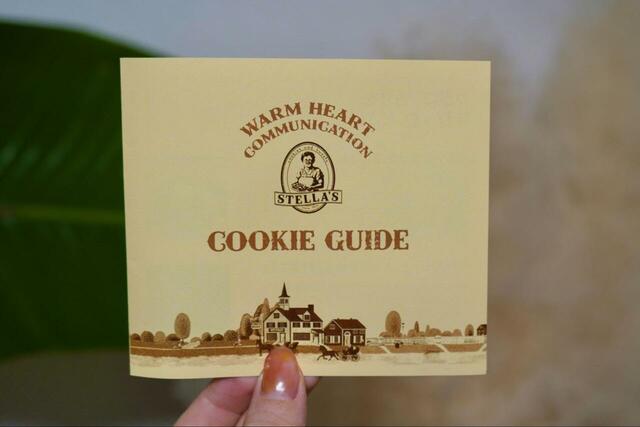 WARM HEART
COMMUNICATION
STELLA'S
COOKIE GUIDE